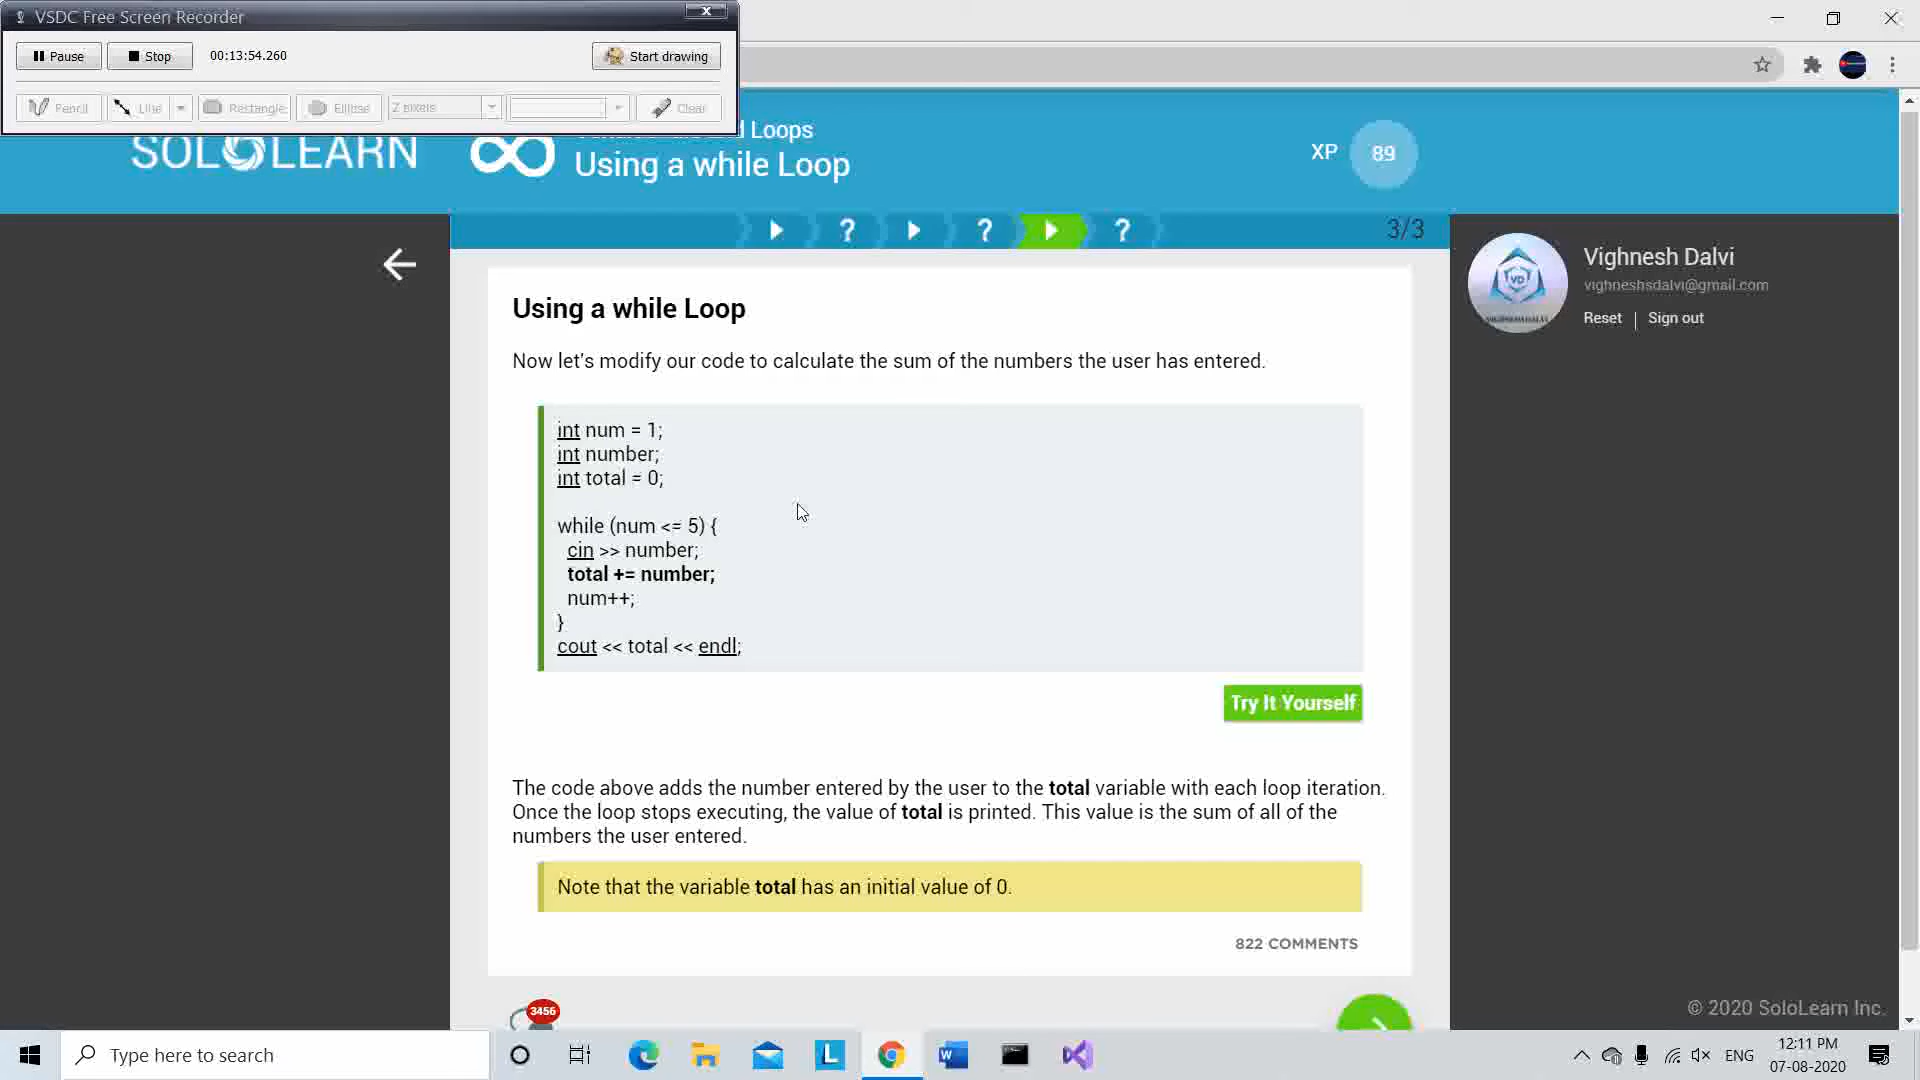 VSDC Free Screen Recorder
Pause
Stop
00:13:54.260
Start drawing
Pencil
Line
Rectangle
Ellipse
2 pixels
Clear
SOLOLEARN
Loops
Using a while Loop
XP
89
3/3
Vighnesh Dalvi
vighneshsdalvi@gmail.com
Reset | Sign out
Using a while Loop
Now let's modify our code to calculate the sum of the numbers the user has entered.
int num = 1;
int number;
int total = 0;
while (num <= 5) {
cin >> number;
total += number;
num++;
}
cout << total << endl;
Try It Yourself
The code above adds the number entered by the user to the total variable with each loop iteration.
Once the loop stops executing, the value of total is printed. This value is the sum of all of the
numbers the user entered.
Note that the variable total has an initial value of 0.
822 COMMENTS
3456
© 2020 SoloLearn Inc.
Type here to search
ENG
12:11 PM
07-08-2020